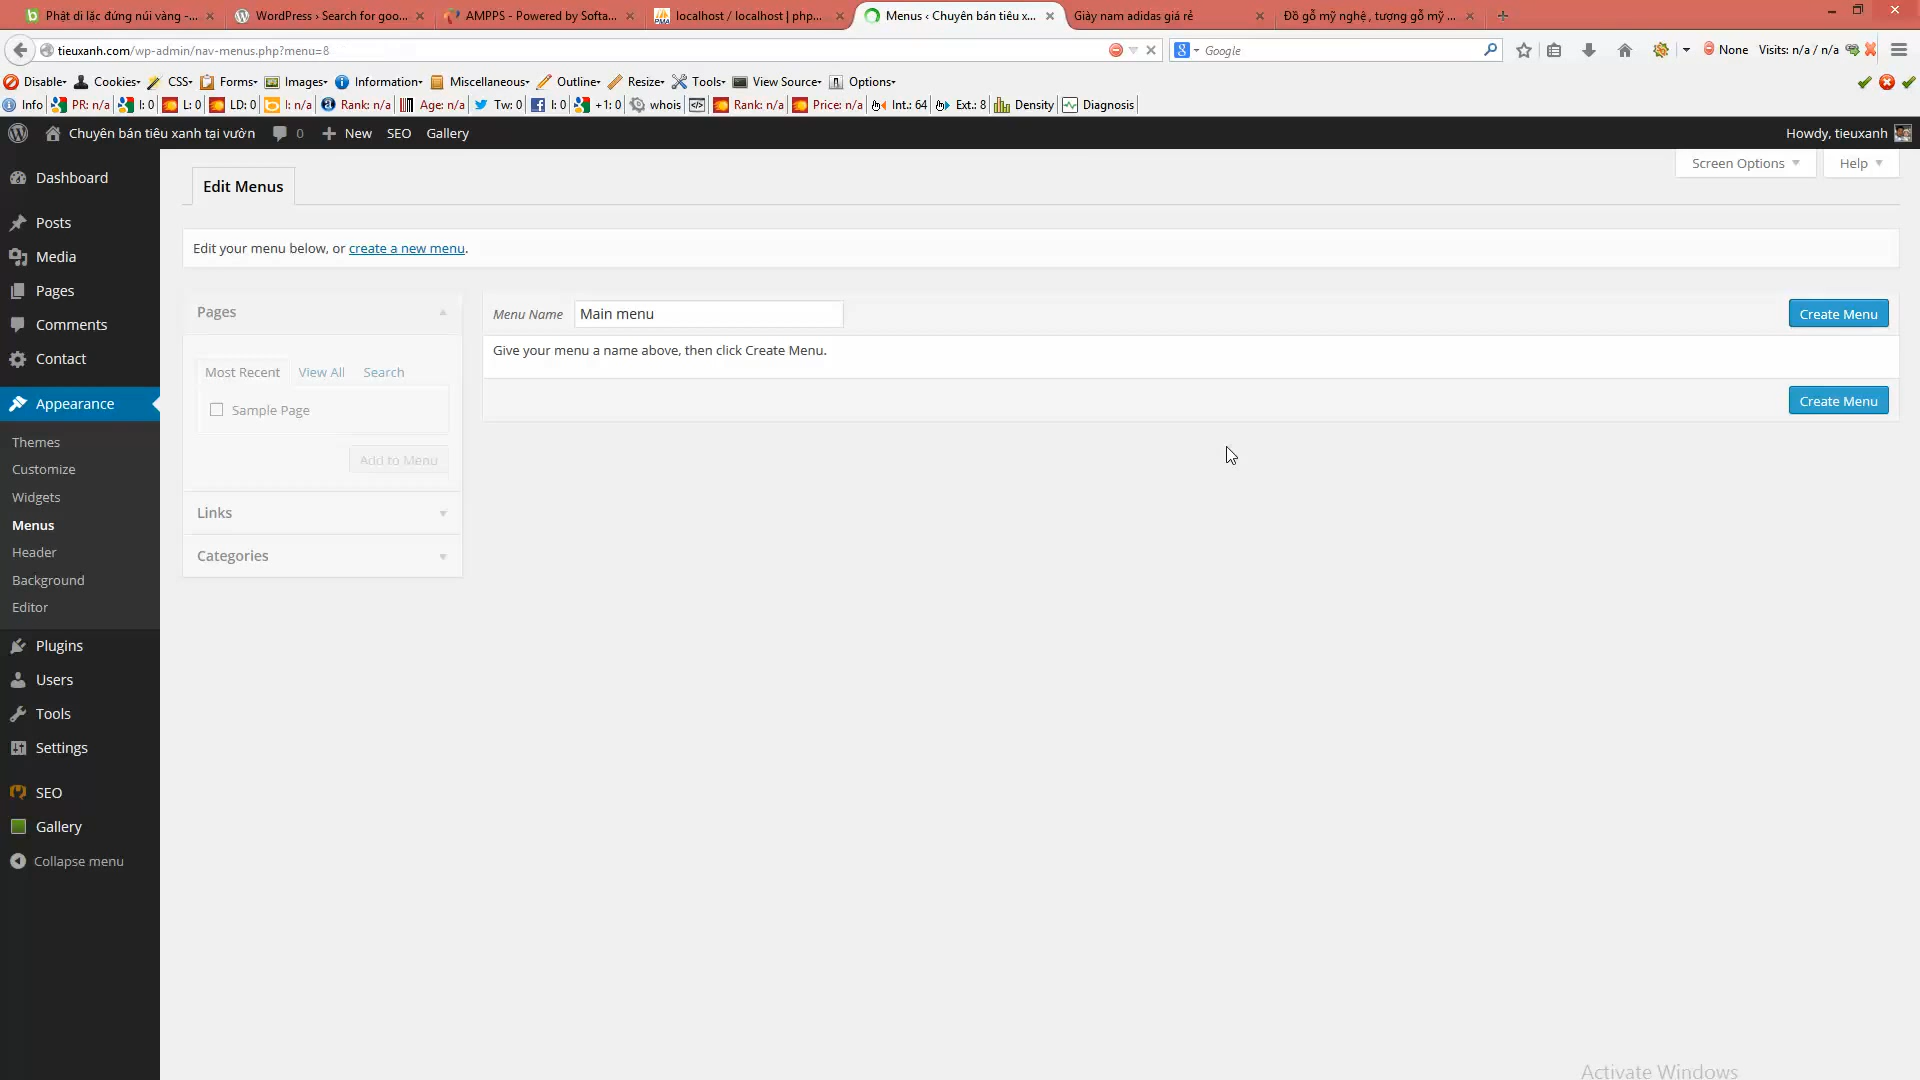 Phật di lặc đứng núi vàng -...
WordPress › Search for goo...
AMPPS - Powered by Softa...
localhost / localhost | php...
Menus ‹ Chuyên bán tiêu x...
Giày nam adidas giá rẻ
Đồ gỗ mỹ nghệ , tượng gỗ mỹ ...
tieuxanh.com/wp-admin/nav-menus.php?menu=8
Google
None Visits: n/a / n/a
Disable Cookies CSS Forms Images Information Miscellaneous Outline Resize Tools View Source Options
Info PR: n/a I: 0 L: 0 LD: 0 I: n/a Rank: n/a Age: n/a Tw: 0 I: 0 +1: 0 whois Rank: n/a Price: n/a Int.: 64 Ext.: 8 Density Diagnosis
Chuyên bán tiêu xanh tại vườn 0 New SEO Gallery Howdy, tieuxanh
Screen Options Help
Dashboard
Posts
Media
Pages
Comments
Contact
Appearance
Themes
Customize
Widgets
Menus
Header
Background
Editor
Plugins
Users
Tools
Settings
SEO
Gallery
Collapse menu
Edit Menus
Edit your menu below, or create a new menu.
Pages
Most Recent View All Search
Sample Page
Add to Menu
Links
Categories
Menu Name Main menu Create Menu
Give your menu a name above, then click Create Menu.
Create Menu
Activate Windows